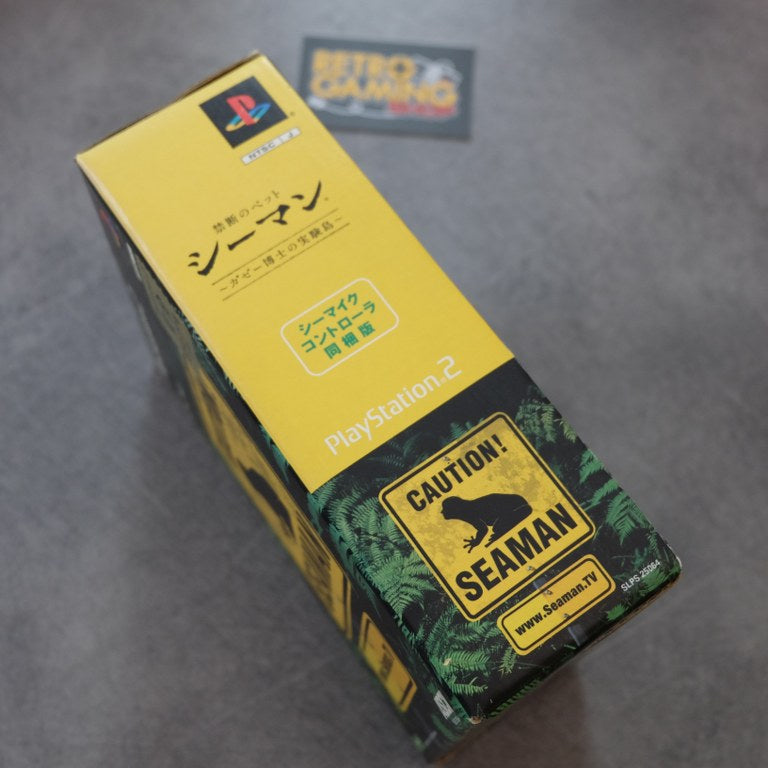 RETRO
GAMING
NTSC J
禁断のペット
シーマン
~ガゼー博士の実験島~
シーマイク
コントローラ
同梱版
PlayStation.2
CAUTION!
SEAMAN
www.Seaman.TV
SLPS 25064